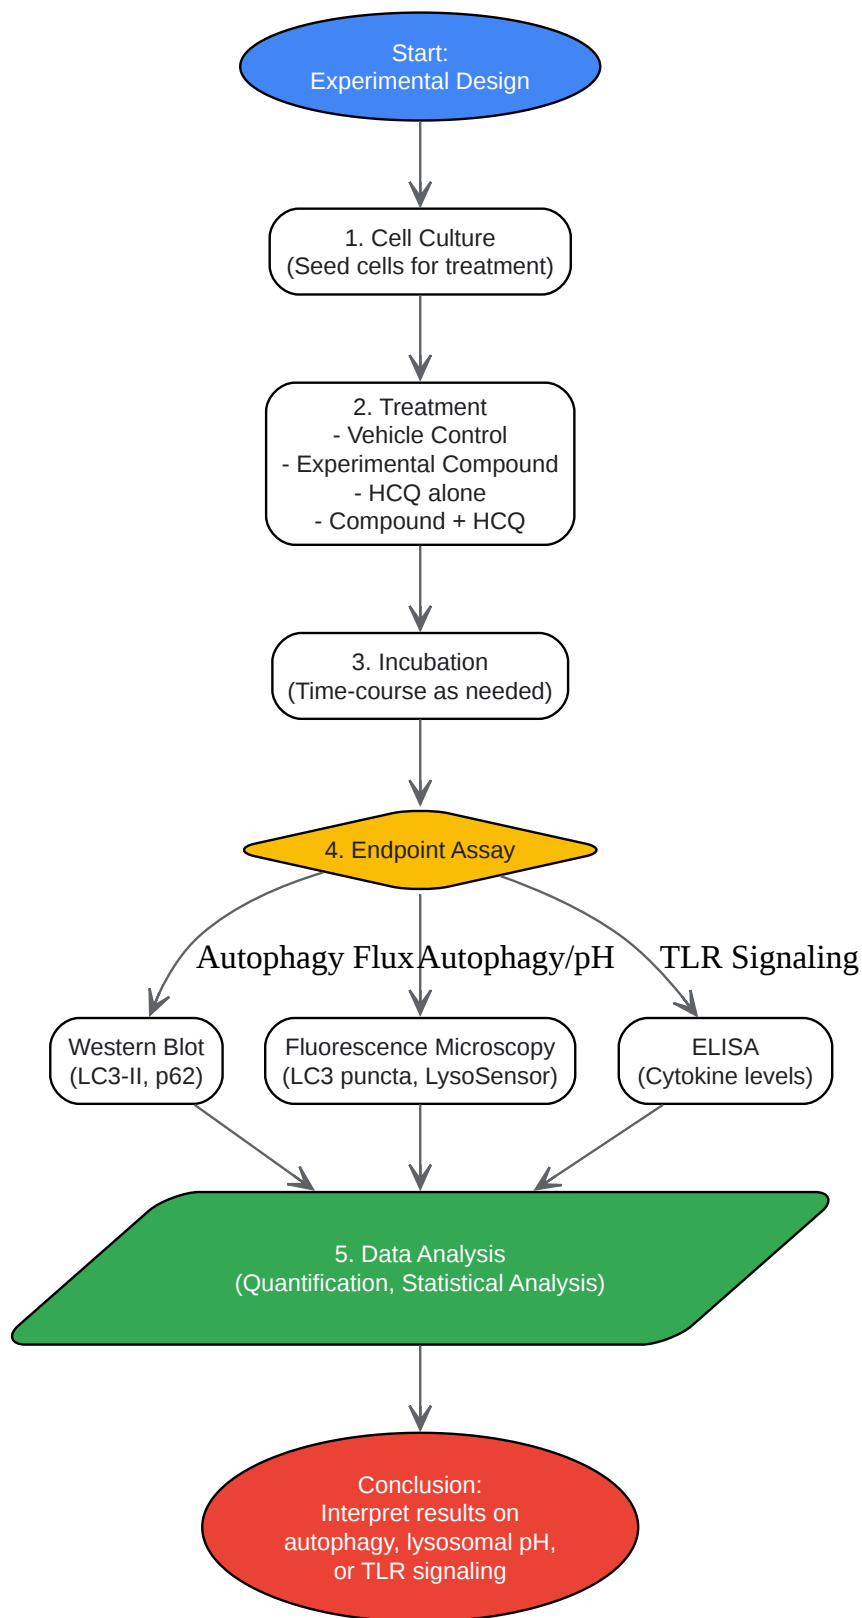 Start:
Experimental Design
1. Cell Culture
(Seed cells for treatment)
2. Treatment
- Vehicle Control
- Experimental Compound
- HCQ alone
- Compound + HCQ
3. Incubation
(Time-course as needed)
4. Endpoint Assay
Autophagy Flux
Autophagy/pH
TLR Signaling
Western Blot
(LC3-II, p62)
Fluorescence Microscopy
(LC3 puncta, LysoSensor)
ELISA
(Cytokine levels)
5. Data Analysis
(Quantification, Statistical Analysis)
Conclusion:
Interpret results on
autophagy, lysosomal pH,
or TLR signaling